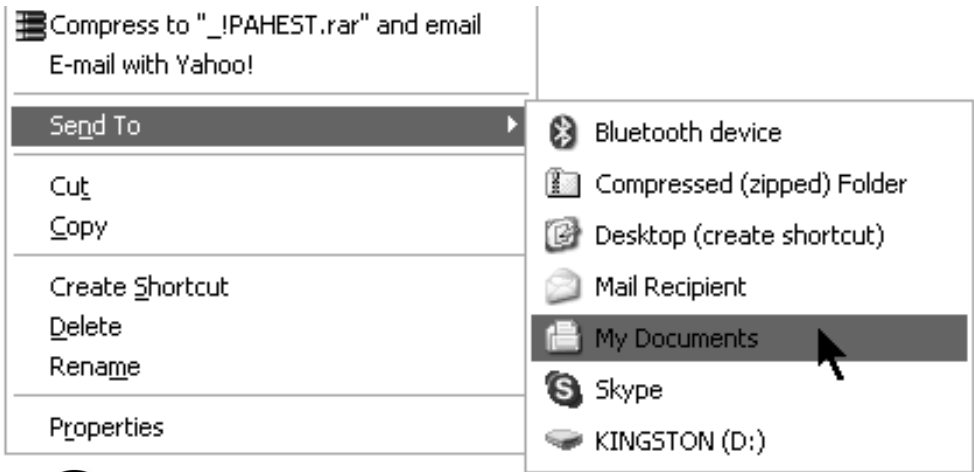 Compress to "_!PAHEST.rar" and email
E-mail with Yahoo!
Send To
Cut
Copy
Create Shortcut
Delete
Rename
Properties
Bluetooth device
Compressed (zipped) Folder
Desktop (create shortcut)
Mail Recipient
My Documents
Skype
KINGSTON (D:)